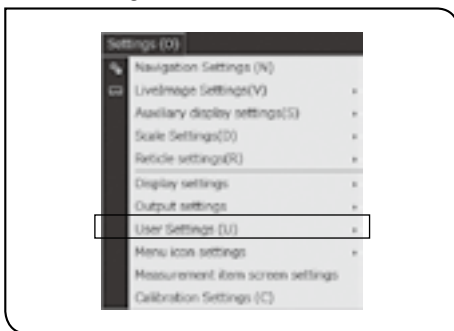 Settings (O)
Navigation Settings (N)
LiveImage Settings(V)
Auxiliary display settings(S)
Scale Settings(D)
Reticle settings(R)
Display settings
Output settings
User Settings (U)
Menu icon settings
Measurement item screen settings
Calibration Settings (C)